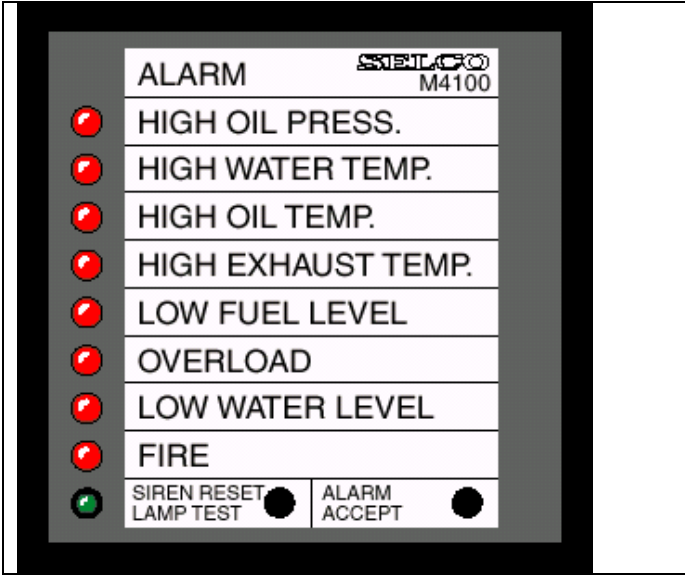 ALARM SELCO
M4100
HIGH OIL PRESS.
HIGH WATER TEMP.
HIGH OIL TEMP.
HIGH EXHAUST TEMP.
LOW FUEL LEVEL
OVERLOAD
LOW WATER LEVEL
FIRE
SIREN RESET
LAMP TEST
ALARM
ACCEPT